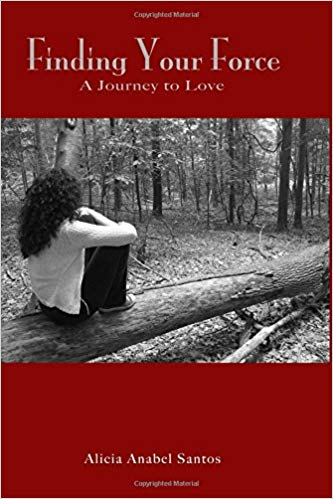 Finding Your Force
A Journey to Love
Alicia Anabel Santos